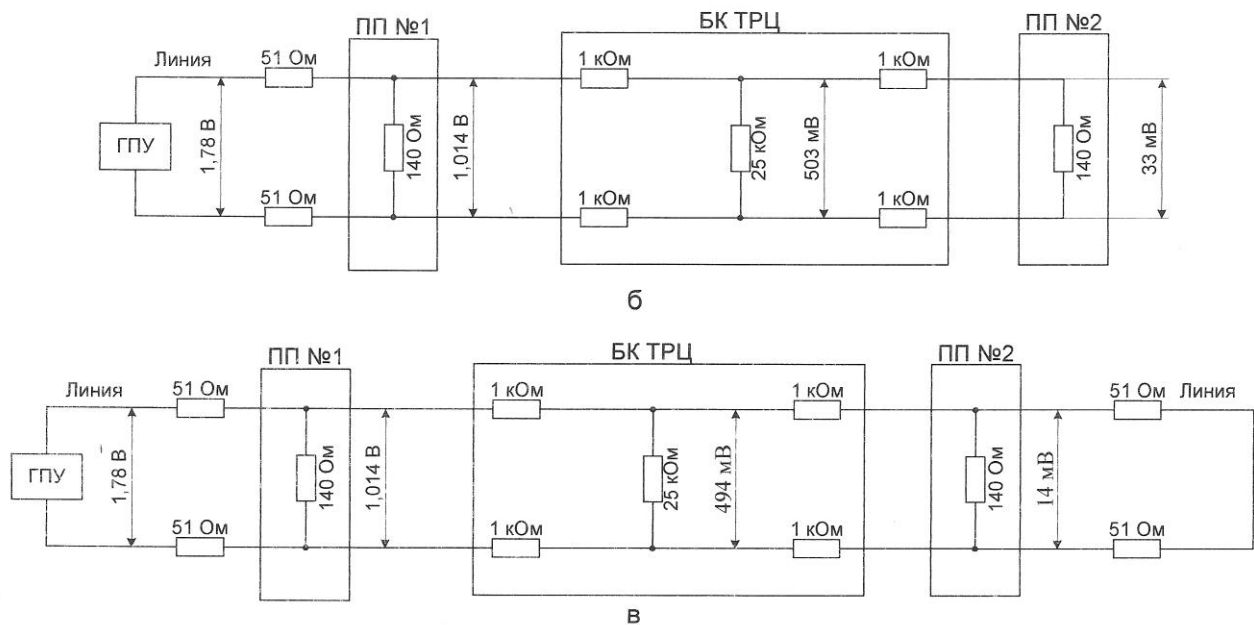 ПП №1
БК ТРЦ
ПП №2
Линия
51 Ом
1 кОм
1 кОм
ГПУ
1,78 В
140 Ом
1,014 В
25 кОм
503 мВ
140 Ом
33 мВ
51 Ом
1 кОм
1 кОм
б
ПП №1
БК ТРЦ
ПП №2
Линия
51 Ом
1 кОм
1 кОм
51 Ом
Линия
ГПУ
1,78 В
140 Ом
1,014 В
25 кОм
494 мВ
140 Ом
14 мВ
51 Ом
1 кОм
1 кОм
51 Ом
в